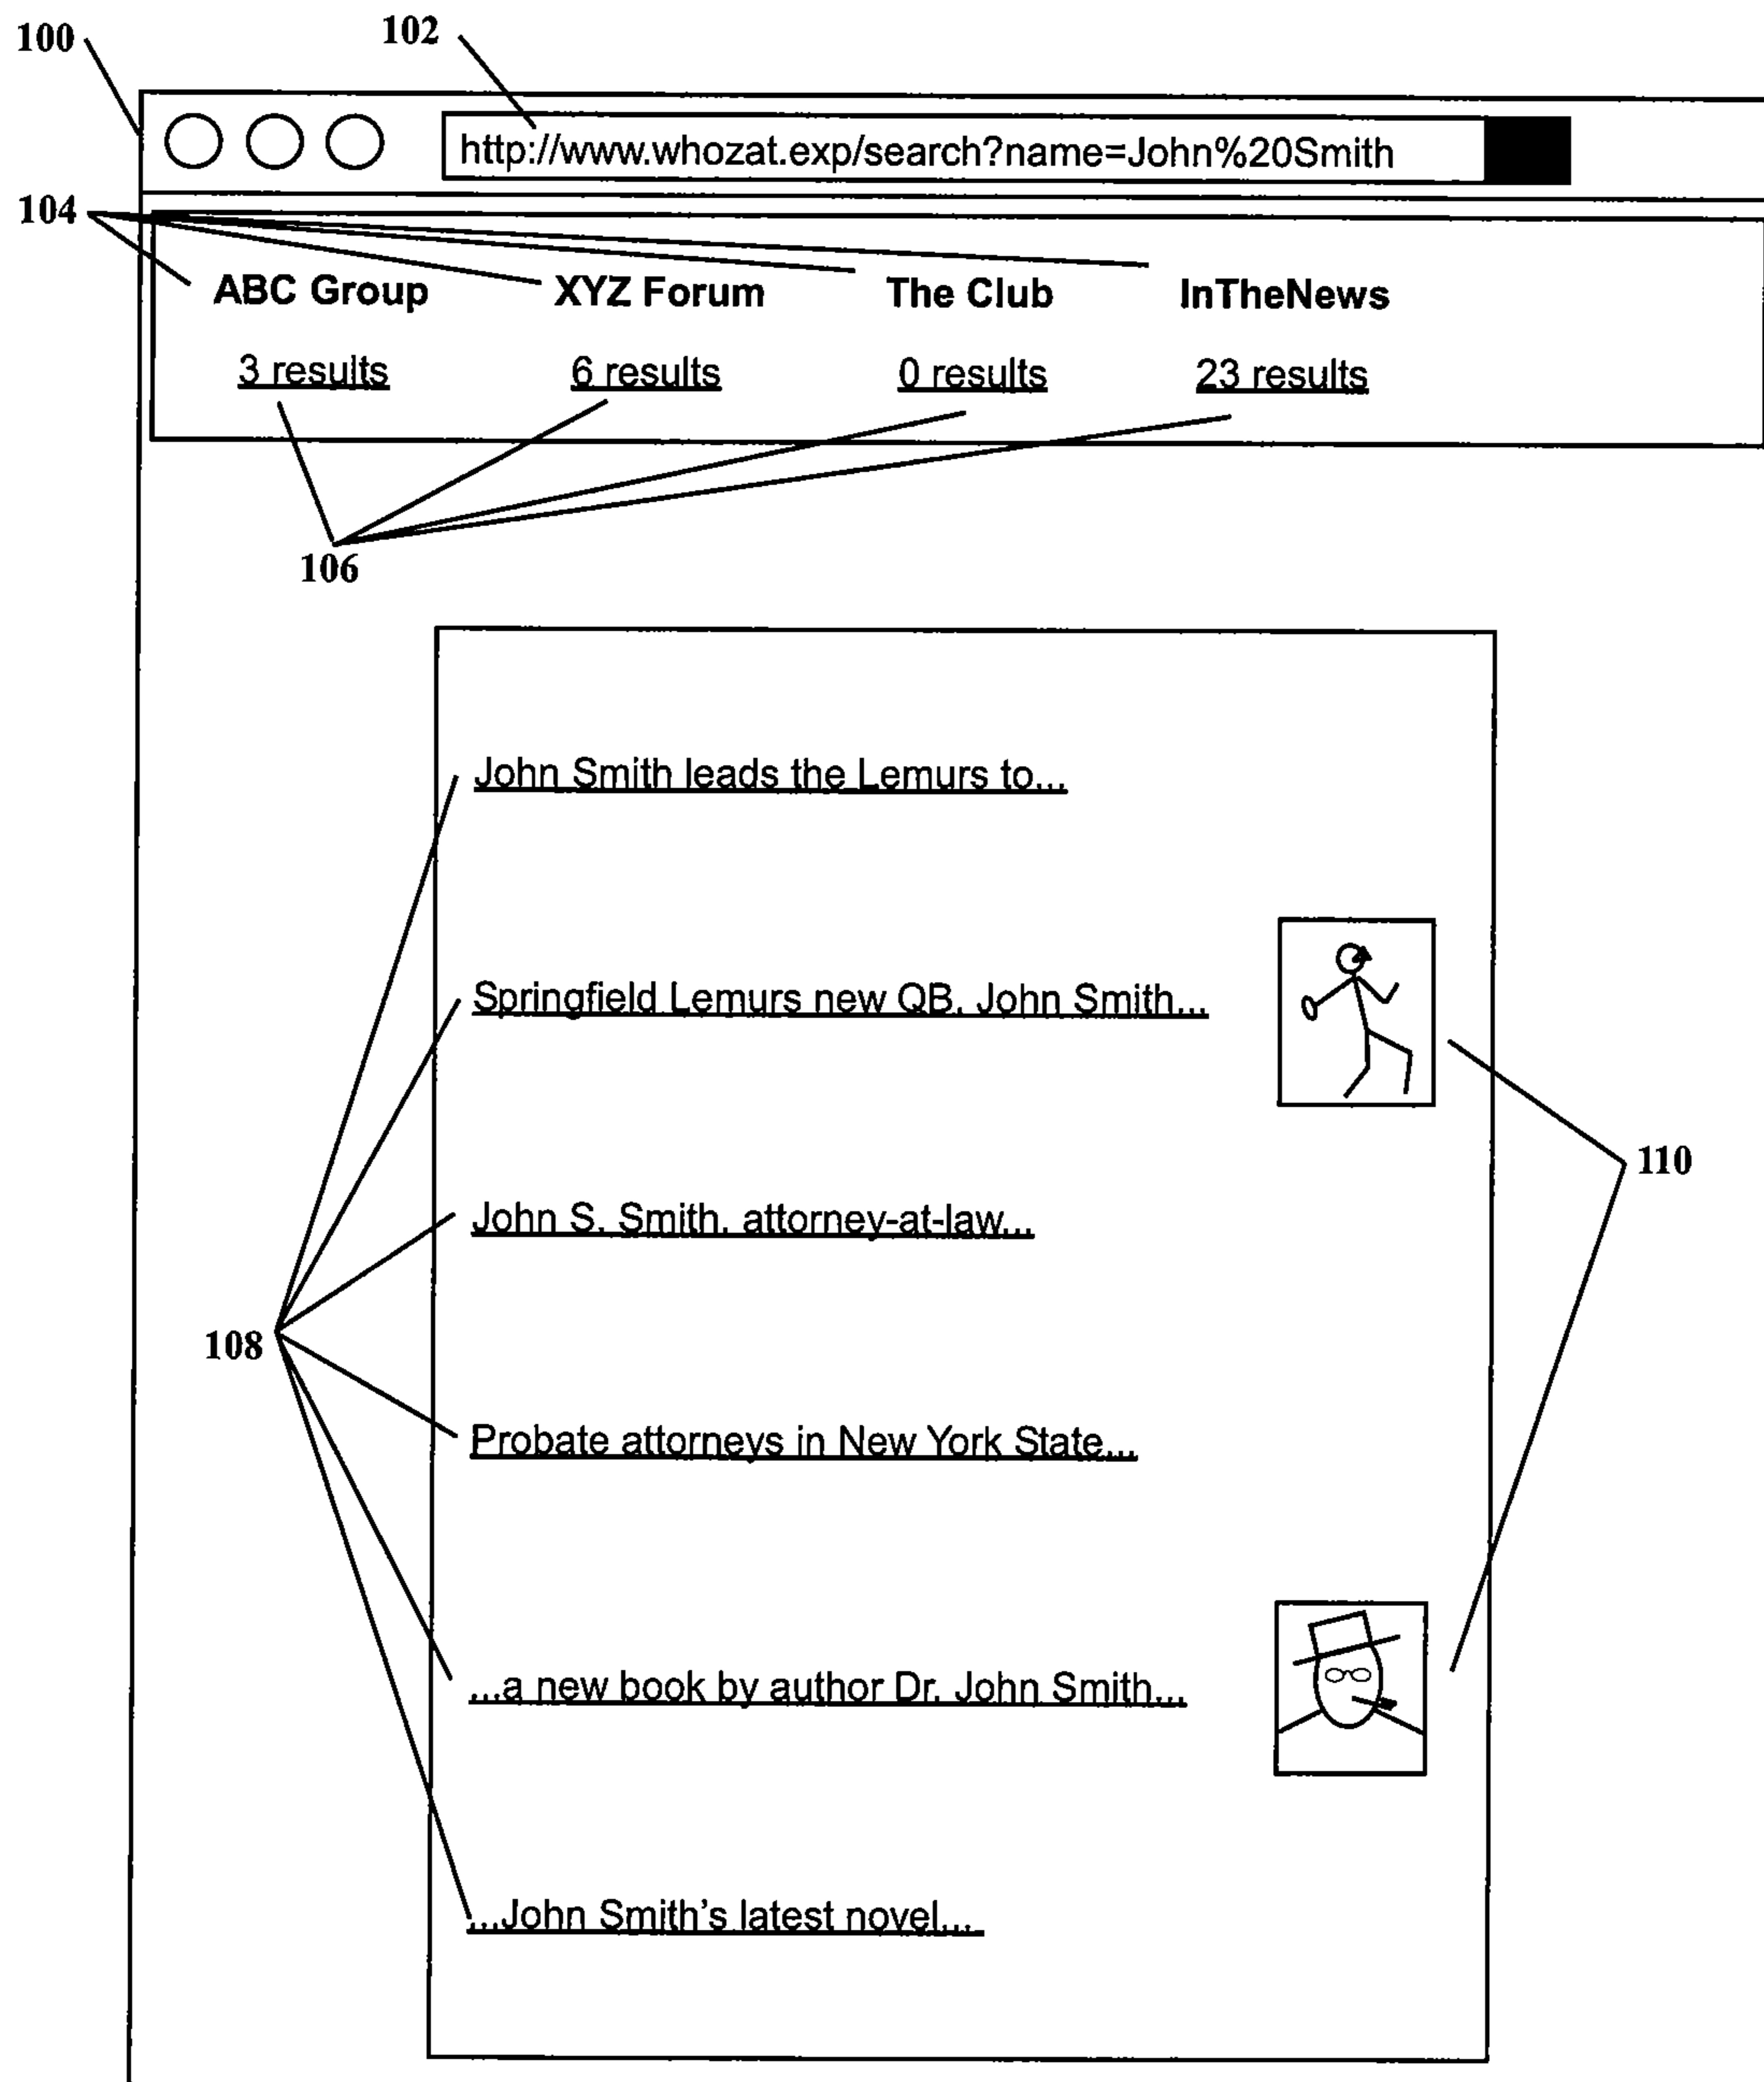 100
102
http://www.whozat.exp/search?name=John%20Smith
104
ABC Group XYZ Forum The Club InTheNews
3 results 6 results 0 results 23 results
106
John Smith leads the Lemurs to...
Springfield Lemurs new QB, John Smith...
110
John S. Smith, attorney-at-law...
108
Probate attorneys in New York State...
...a new book by author Dr. John Smith...
...John Smith's latest novel...